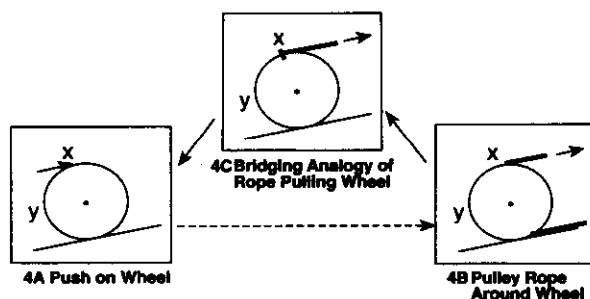 x
y
4C Bridging Analogy of
Rope Pulling Wheel
x
y
4A Push on Wheel
x
y
4B Pulley Rope
Around Wheel